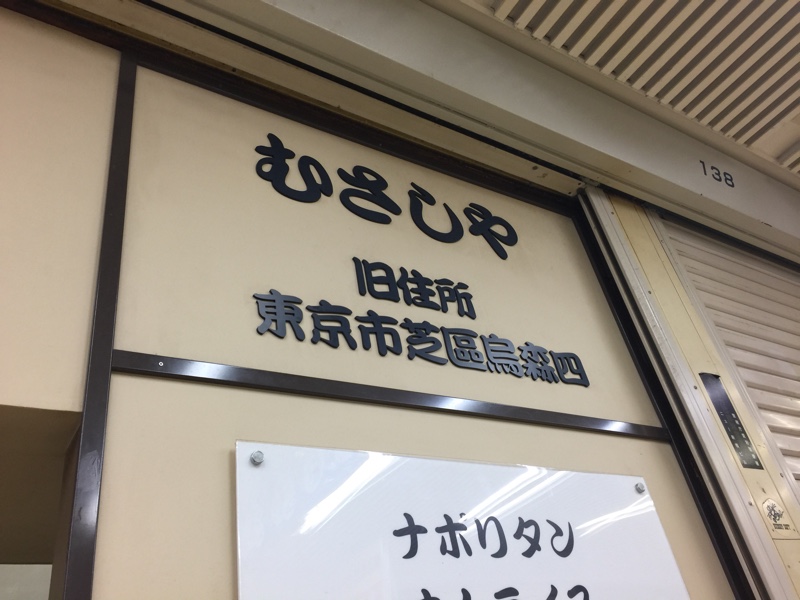 むさしや
旧住所
東京市芝區烏森四
138
ナポリタン